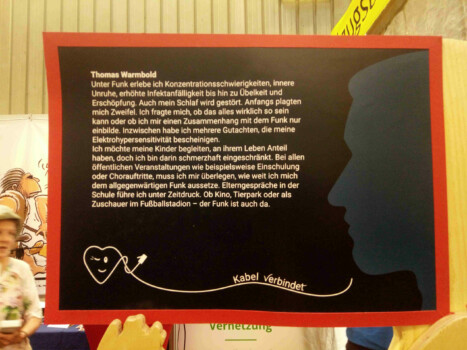 Thomas Warmbold
Unter Funk erlebe ich Konzentrationsschwierigkeiten, Innere
Unruhe, erhöhte Infektanfälligkeit bis hin zu Übelkeit und
Erschöpfung. Auch mein Schlaf wird gestört. Anfangs plagten
mich Zweifel. Ich fragte mich, ob das alles wirklich so sein
kann oder ob ich mir einen Zusammenhang mit dem Funk nur
einbilde. Inzwischen habe ich mehrere Gutachten, die meine
Elektrohypersensitivität bescheinigen.
Ich möchte meine Kinder begleiten, an ihrem Leben Anteil
haben, doch ich bin darin schmerzhaft eingeschränkt. Bei allen
öffentlichen Veranstaltungen wie beispielsweise Einschulung
oder Chorauftritte, muss ich mir überlegen, wie weit ich mich
dem allgegenwärtigen Funk aussetze. Elterngespräche in der
Schule führe ich unter Zeitdruck. Ob Kino, Tierpark oder als
Zuschauer im Fußballstadion – der Funk ist auch da.
Kabel verbindet
Vernetzung